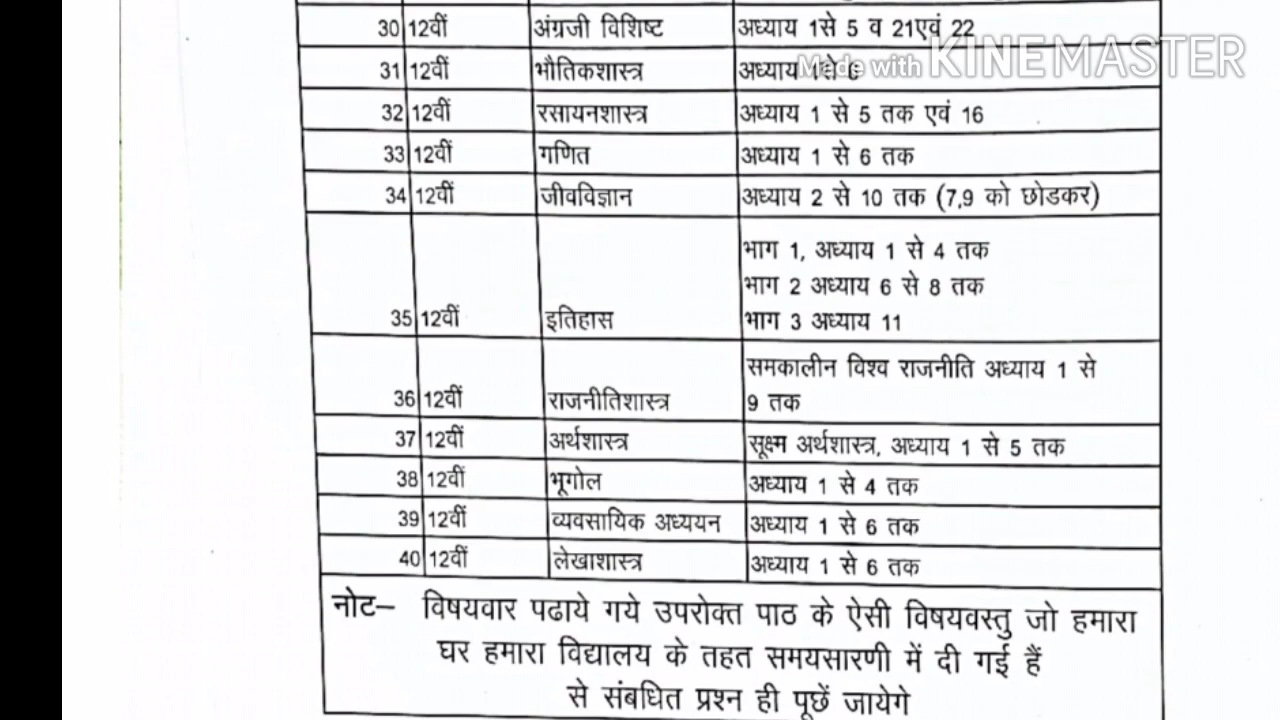 30 12वीं अंग्रजी विशिष्ट अध्याय 1से 5 व 21एवं 22
Made with KINEMASTER
31 12वीं भौतिकशास्त्र अध्याय
32 12वीं रसायनशास्त्र अध्याय 1 से 5 तक एवं 16
33 12वीं गणित अध्याय 1 से 6 तक
34 12वीं जीवविज्ञान अध्याय 2 से 10 तक (7,9 को छोडकर)
भाग 1, अध्याय 1 से 4 तक
भाग 2 अध्याय 6 से 8 तक
35 12वीं इतिहास भाग 3 अध्याय 11
समकालीन विश्व राजनीति अध्याय 1 से
36 12वीं राजनीतिशास्त्र 9 तक
37 12वीं अर्थशास्त्र सूक्ष्म अर्थशास्त्र, अध्याय 1 से 5 तक
38 12वीं भूगोल अध्याय 1 से 4 तक
39 12वीं व्यवसायिक अध्ययन अध्याय 1 से 6 तक
40 12वीं लेखाशास्त्र अध्याय 1 से 6 तक
नोट– विषयवार पढाये गये उपरोक्त पाठ के ऐसी विषयवस्तु जो हमारा
घर हमारा विद्यालय के तहत समयसारणी में दी गई हैं
से संबधित प्रश्न ही पूछें जायेगे